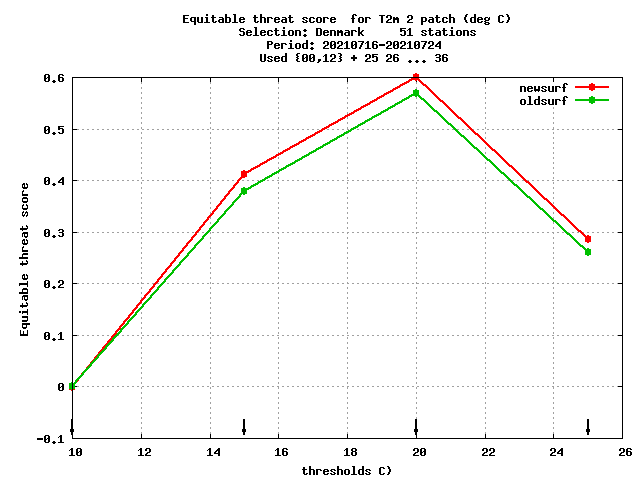 Equitable threat score  for T2m 2 patch (deg C)
Selection: Denmark     51 stations
Period: 20210716-20210724
Used {00,12} + 25 26 ... 36
newsurf
oldsurf
Equitable threat score
0.6
0.5
0.4
0.3
0.2
0.1
0
-0.1
10 12 14 16 18 20 22 24 26
thresholds C)